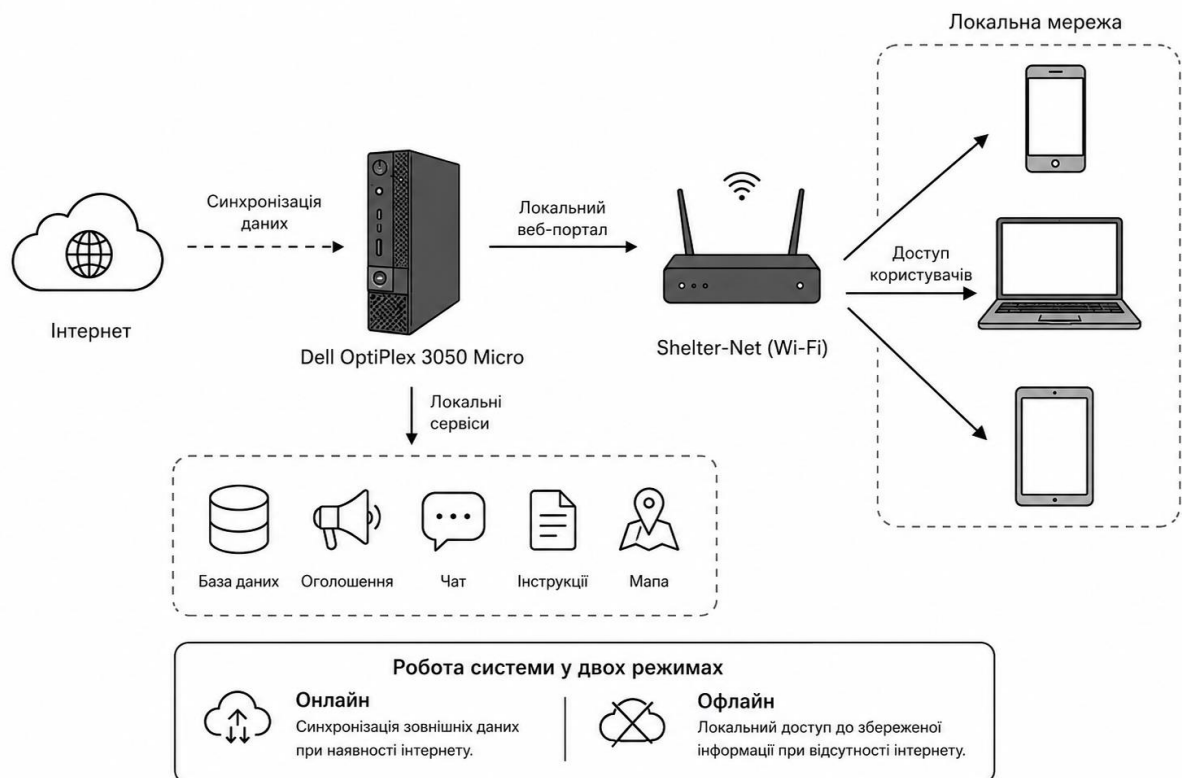 Локальна мережа
Синхронізація
даних
Локальний
веб-портал
Доступ
користувачів
Інтернет
Dell OptiPlex 3050 Micro
Shelter-Net (Wi-Fi)
Локальні
сервіси
База даних
Оголошення
Чат
Інструкції
Мапа
Робота системи у двох режимах
Онлайн
Синхронізація зовнішніх даних
при наявності інтернету.
Офлайн
Локальний доступ до збереженої
інформації при відсутності інтернету.